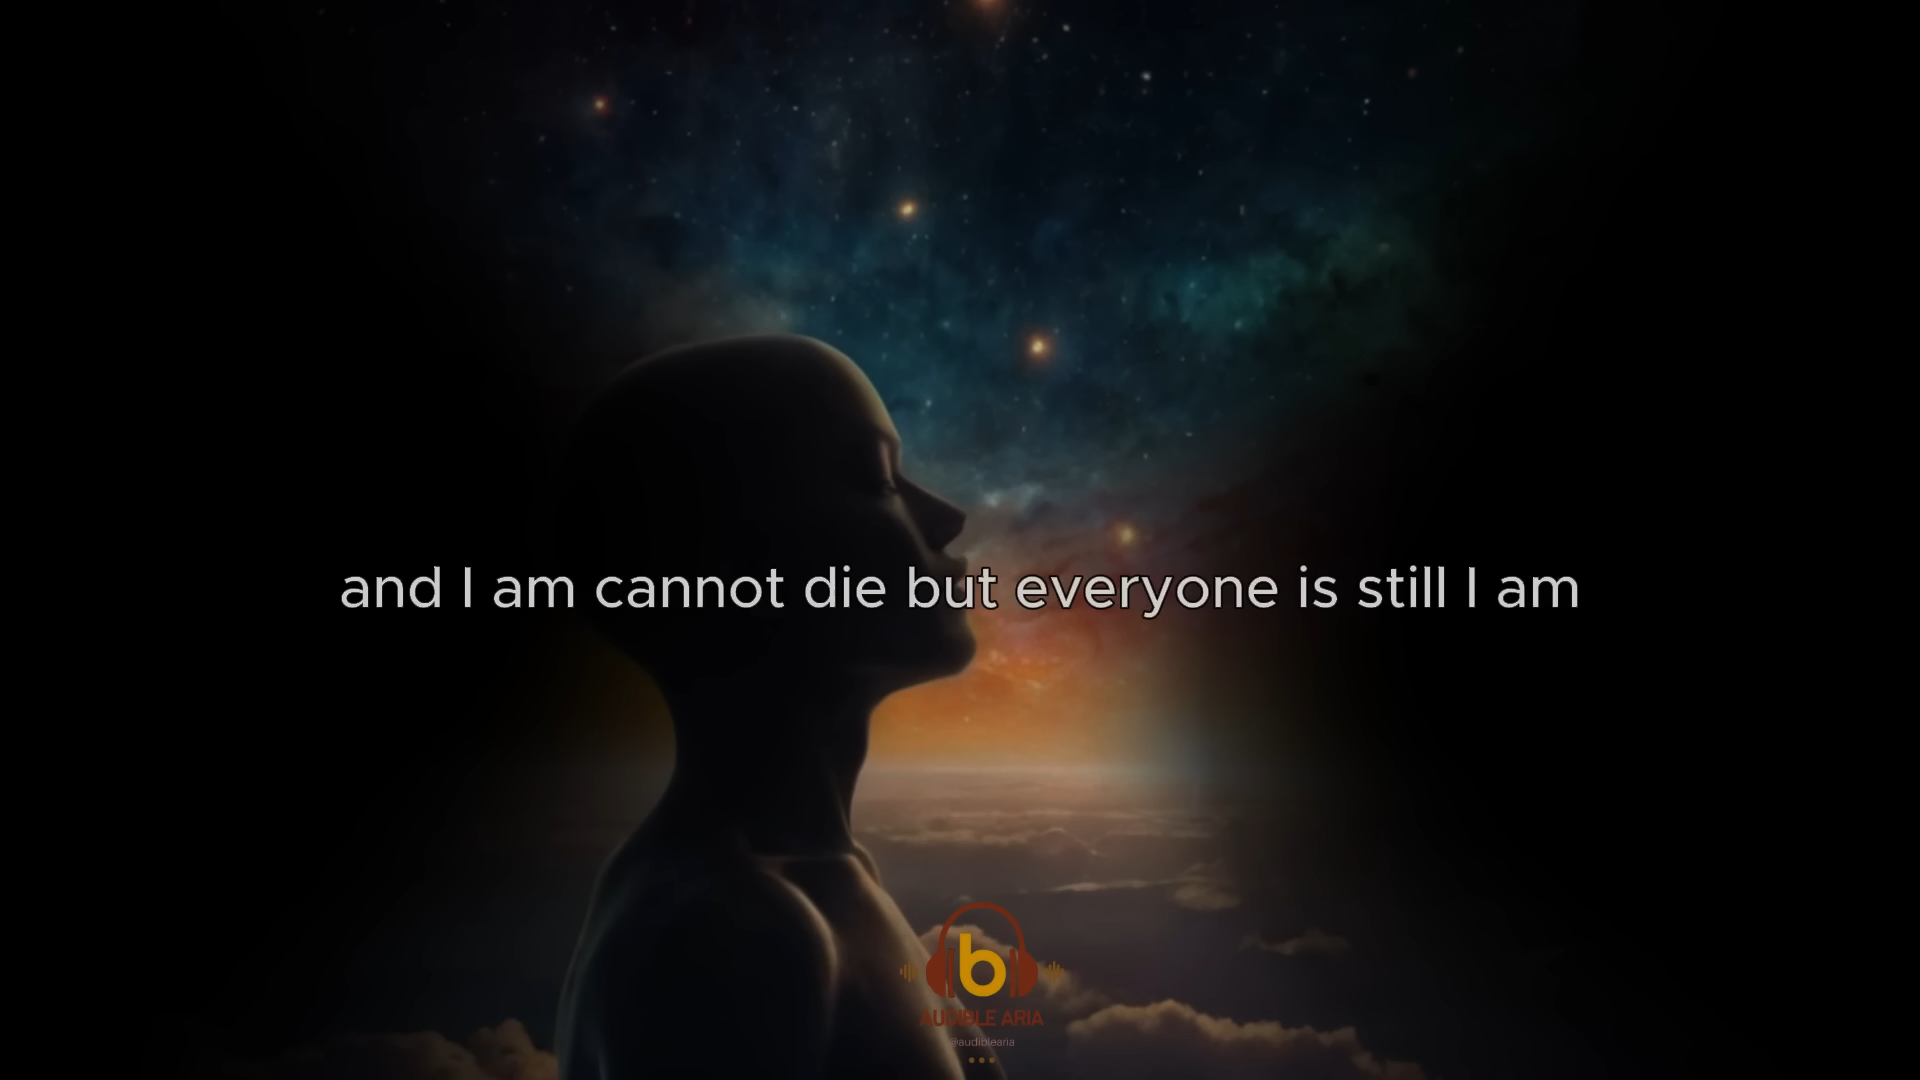 and I am cannot die but everyone is still I am
b
AUDIBLE ARIA
@audiblearia